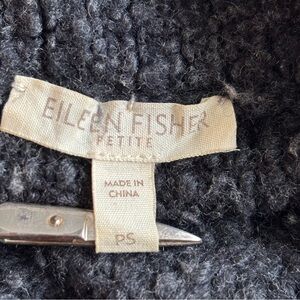 EILEEN FISHER
PETITE
MADE IN
CHINA
PS